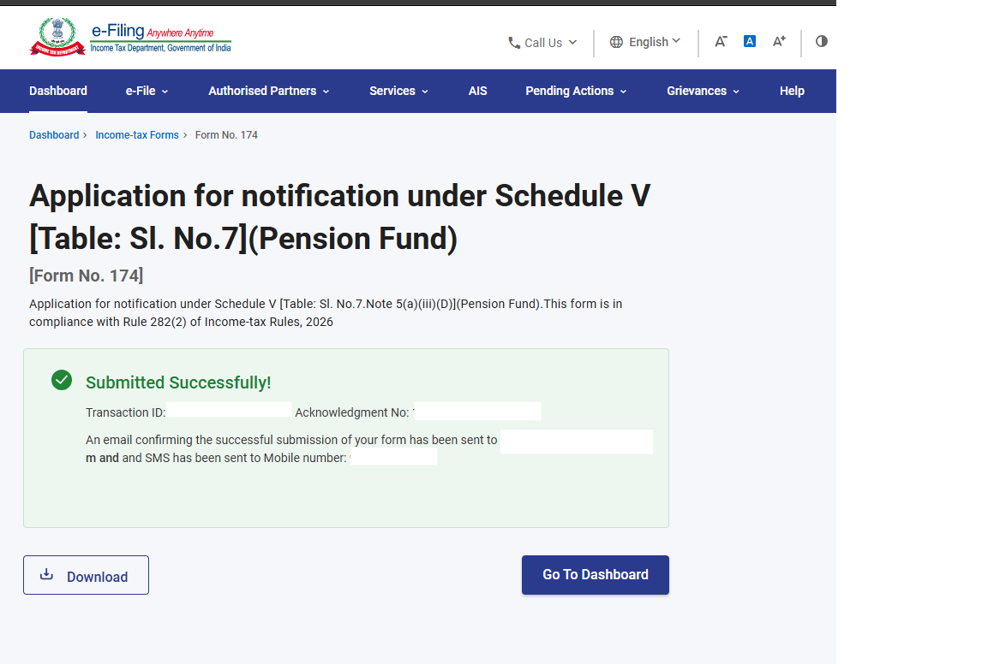 e-Filing Anywhere Anytime
Income Tax Department, Government of India
Call Us
English
A-
A
A+
Dashboard e-File Authorised Partners Services AIS Pending Actions Grievances Help
Dashboard > Income-tax Forms > Form No. 174
Application for notification under Schedule V
[Table: Sl. No.7](Pension Fund)
[Form No. 174]
Application for notification under Schedule V [Table: Sl. No.7.Note 5(a)(iii)(D)](Pension Fund).This form is in
compliance with Rule 282(2) of Income-tax Rules, 2026
Submitted Successfully!
Transaction ID: Acknowledgment No:
An email confirming the successful submission of your form has been sent to
m and and SMS has been sent to Mobile number:
Download
Go To Dashboard